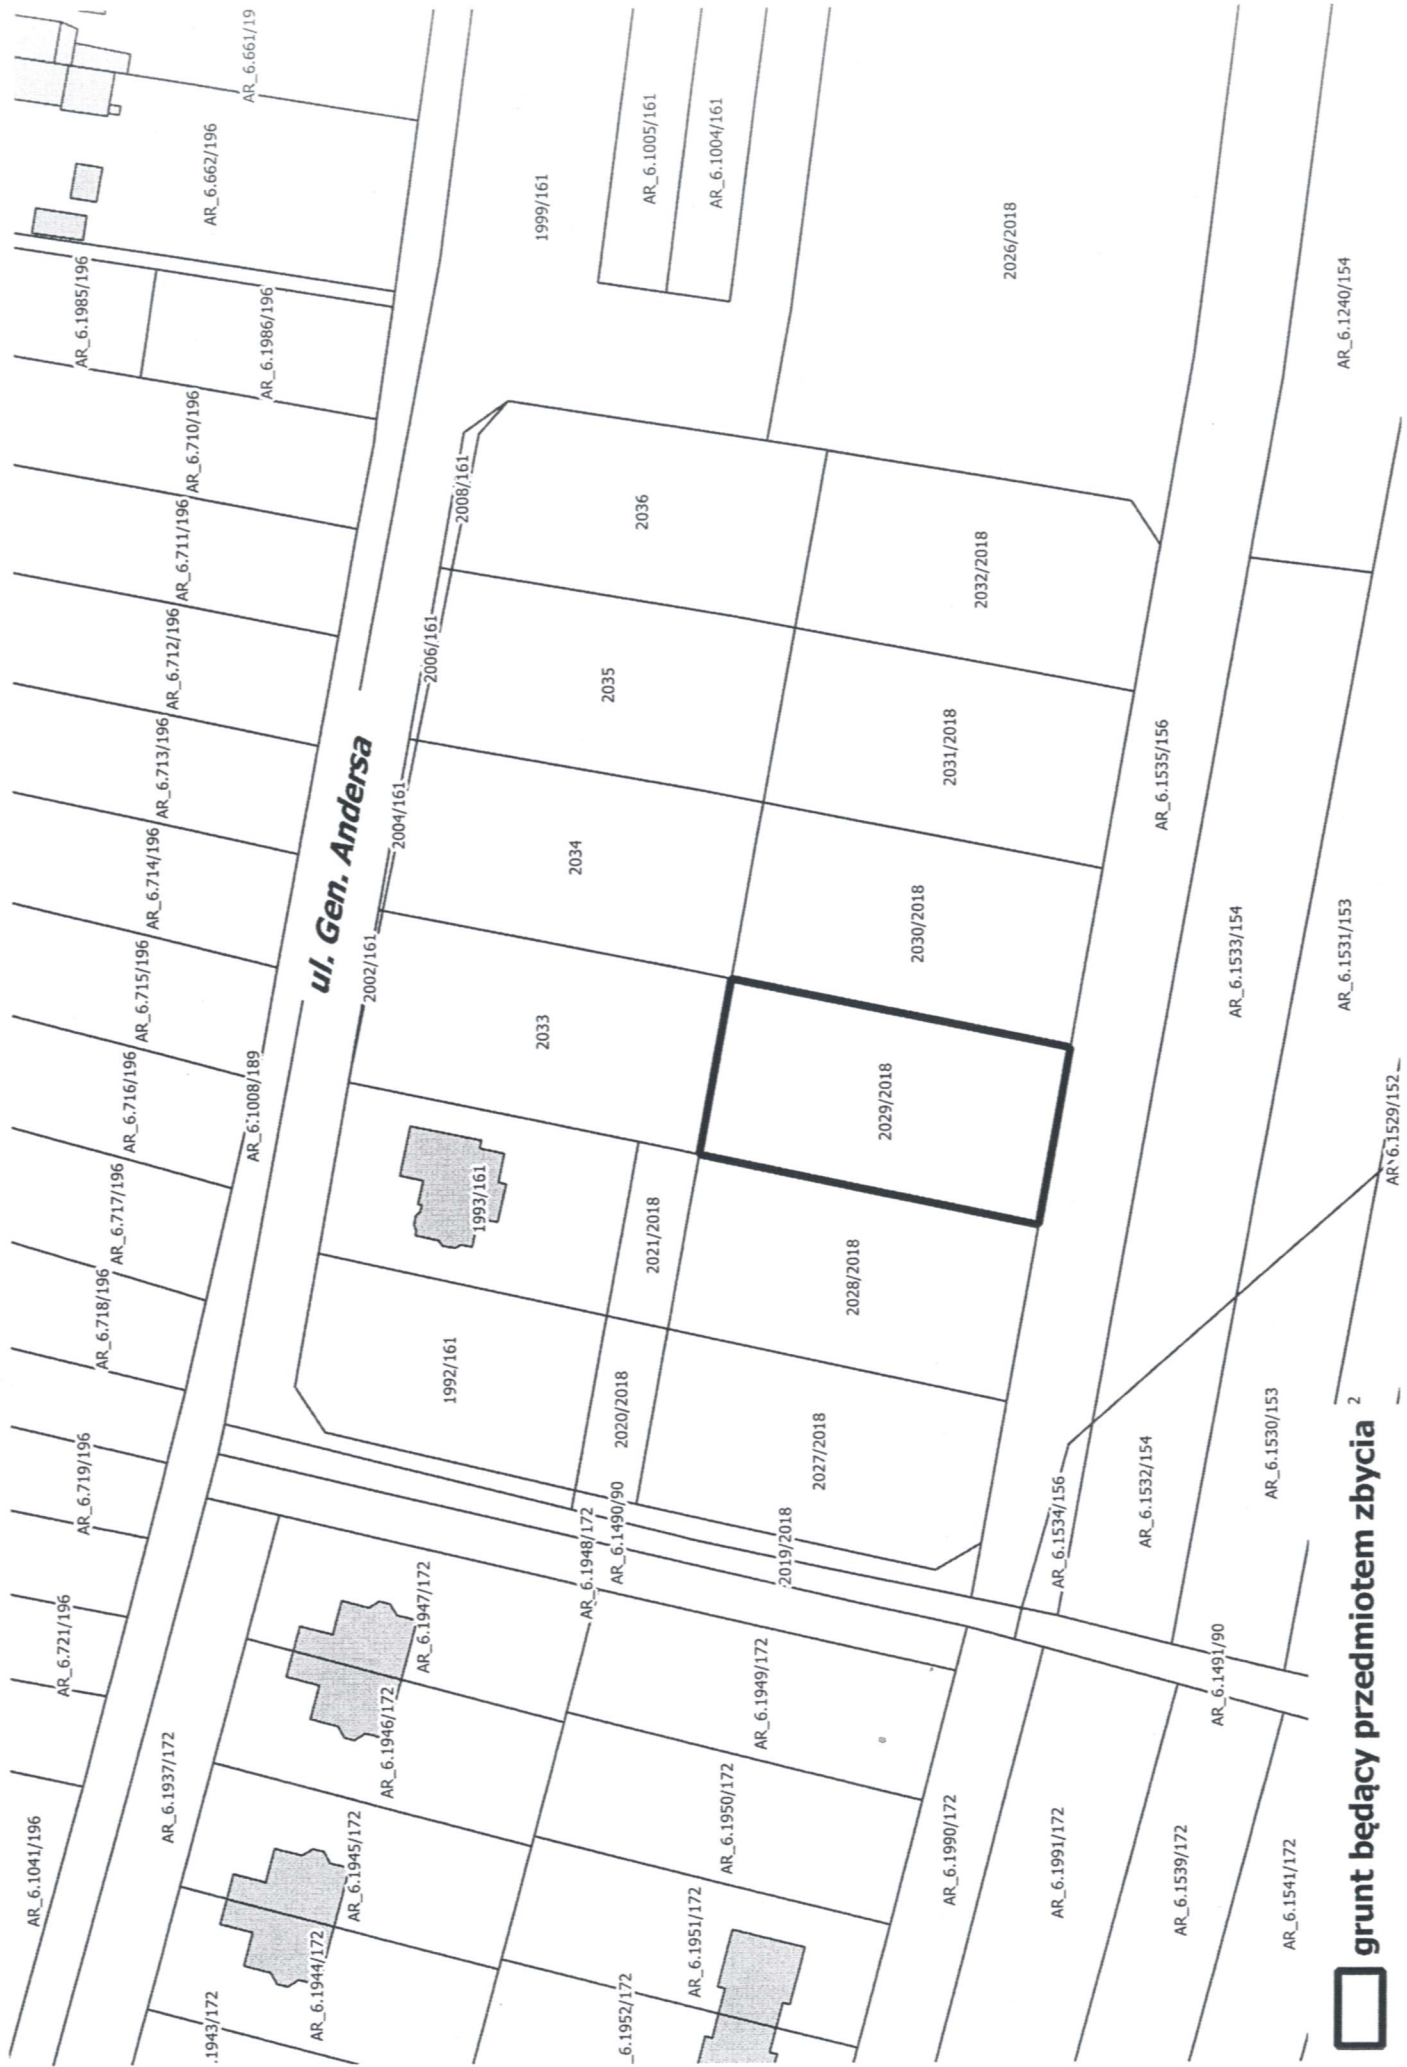 AR_6.661/19
AR_6.662/196
AR_6.1985/196
AR_6.1986/196
AR_6.710/196
AR_6.711/196
AR_6.712/196
AR_6.713/196
AR_6.714/196
AR_6.715/196
AR_6.716/196
AR_6.717/196
AR_6.718/196
AR_6.719/196
AR_6.721/196
AR_6.1041/196
AR_6.1008/189
ul. Gen. Andersa
1999/161
AR_6.1005/161
AR_6.1004/161
2026/2018
AR_6.1240/154
2008/161
2006/161
2004/161
2002/161
2036
2035
2034
2033
1993/161
1992/161
2021/2018
2020/2018
2032/2018
2031/2018
2030/2018
2029/2018
2028/2018
2027/2018
2019/2018
AR_6.1948/172
AR_6.1490/90
AR_6.1535/156
AR_6.1533/154
AR_6.1531/153
AR_6.1529/152
AR_6.1534/156
AR_6.1532/154
AR_6.1530/153
AR_6.1491/90
AR_6.1937/172
AR_6.1947/172
AR_6.1946/172
AR_6.1945/172
AR_6.1944/172
.1943/172
AR_6.1949/172
AR_6.1950/172
AR_6.1951/172
_6.1952/172
AR_6.1990/172
AR_6.1991/172
AR_6.1539/172
AR_6.1541/172
2
grunt będący przedmiotem zbycia